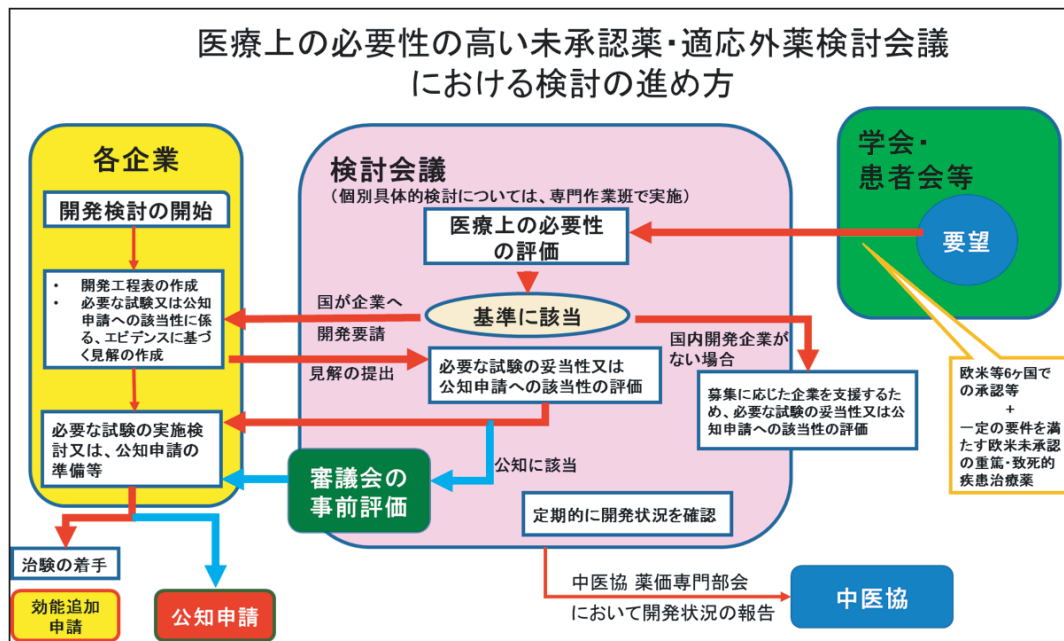 医療上の必要性の高い未承認薬・適応外薬検討会議
における検討の進め方
各企業
開発検討の開始
・ 開発工程表の作成
・ 必要な試験又は公知
申請への該当性に係
る、エビデンスに基づ
く見解の作成
必要な試験の実施検
討又は、公知申請の
準備等
治験の着手
効能追加
申請
公知申請
検討会議
(個別具体的検討については、専門作業班で実施)
医療上の必要性
の評価
基準に該当
国が企業へ
開発要請
見解の提出
必要な試験の妥当性又は
公知申請への該当性の評価
国内開発企業が
ない場合
募集に応じた企業を支援するた
め、必要な試験の妥当性又は公
知申請への該当性の評価
公知に該当
審議会の
事前評価
定期的に開発状況を確認
中医協 薬価専門部会
において開発状況の報告
中医協
学会・
患者会等
要望
欧米等6ヶ国で
の承認等
+
一定の要件を満
たす欧米未承認
の重篤・致死的
疾患治療薬